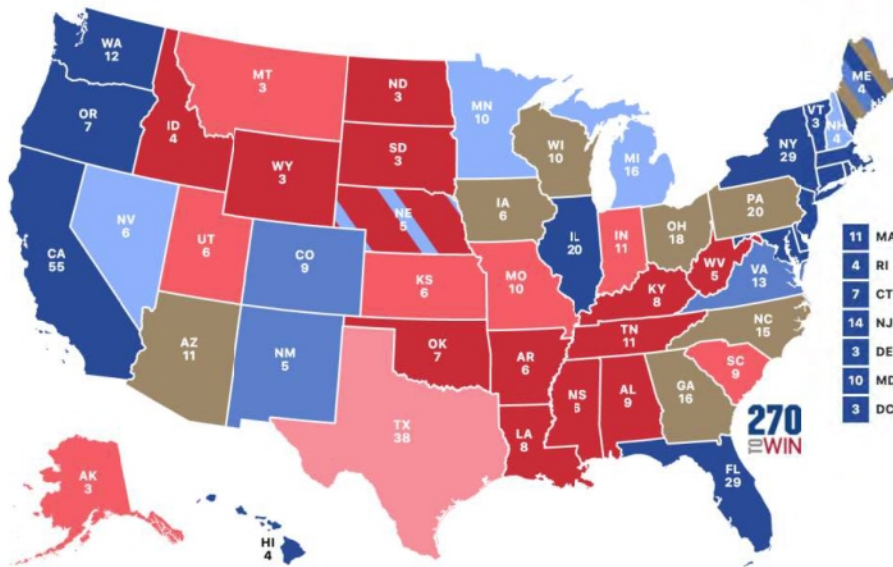 WA
12
OR
7
CA
55
NV
6
ID
4
MT
3
WY
3
UT
6
AZ
11
CO
9
NM
5
ND
3
SD
3
NE
5
KS
6
OK
7
TX
38
MN
10
IA
6
MO
10
AR
6
LA
8
WI
10
IL
20
MI
16
IN
11
OH
18
KY
8
TN
11
NS
6
AL
9
GA
16
FL
29
SC
9
NC
15
VA
13
WV
5
PA
20
NY
29
VT
3
NH
4
ME
4
AK
3
HI
4
11 MA
4 RI
7 CT
14 NJ
3 DE
10 MD
3 DC
270
TO WIN